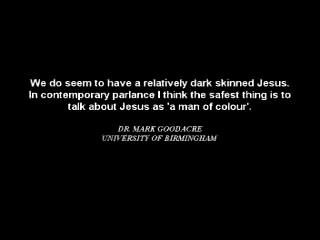 We do seem to have a relatively dark skinned Jesus.
In contemporary parlance I think the safest thing is to
talk about Jesus as 'a man of colour'.
DR. MARK GOODACRE
UNIVERSITY OF BIRMINGHAM